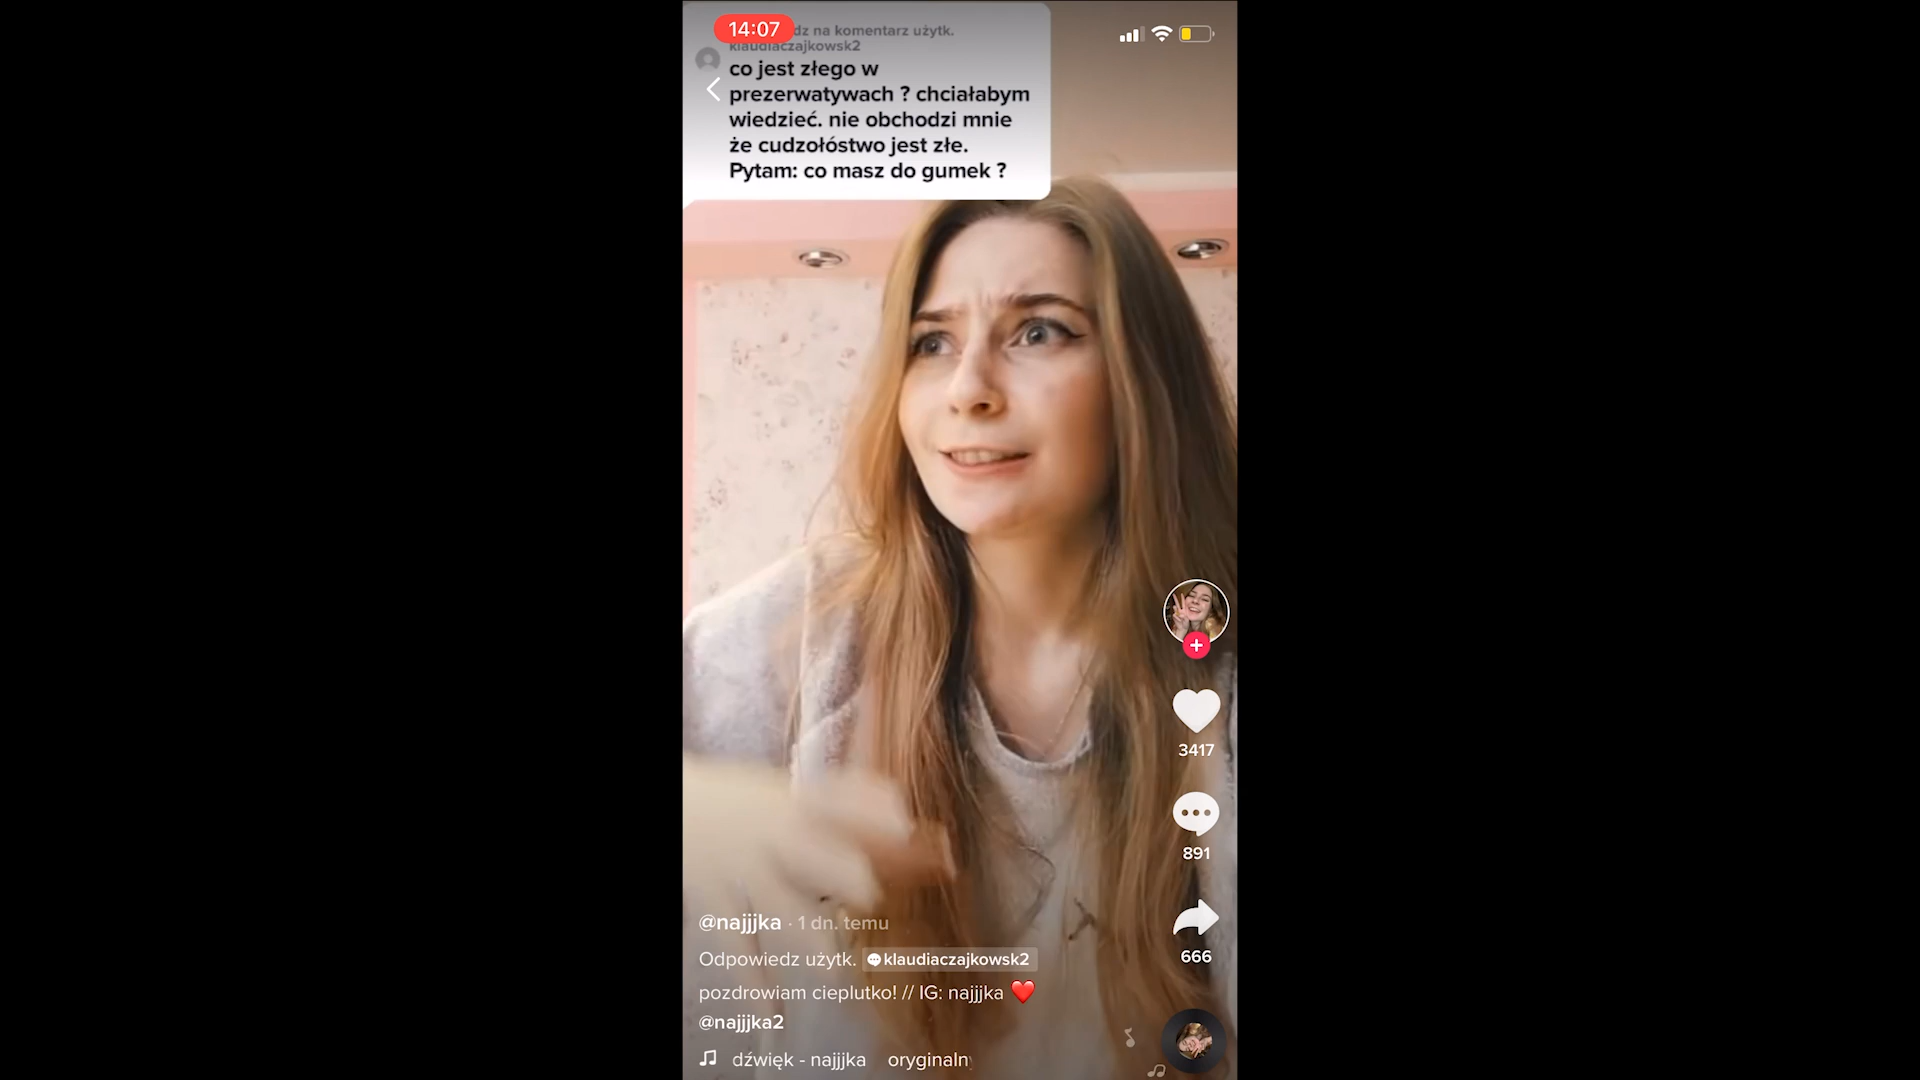 14:07
dz na komentarz użytk.
klaudiaczajkowsk2
co jest złego w
prezerwatywach ? chciałabym
wiedzieć. nie obchodzi mnie
że cudzołóstwo jest złe.
Pytam: co masz do gumek ?
3417
891
666
@najjjka · 1 dn. temu
Odpowiedz użytk. klaudiaczajkowsk2
pozdrowiam cieplutko! // IG: najjjka ❤️
@najjjka2
dźwięk - najjjka oryginaln